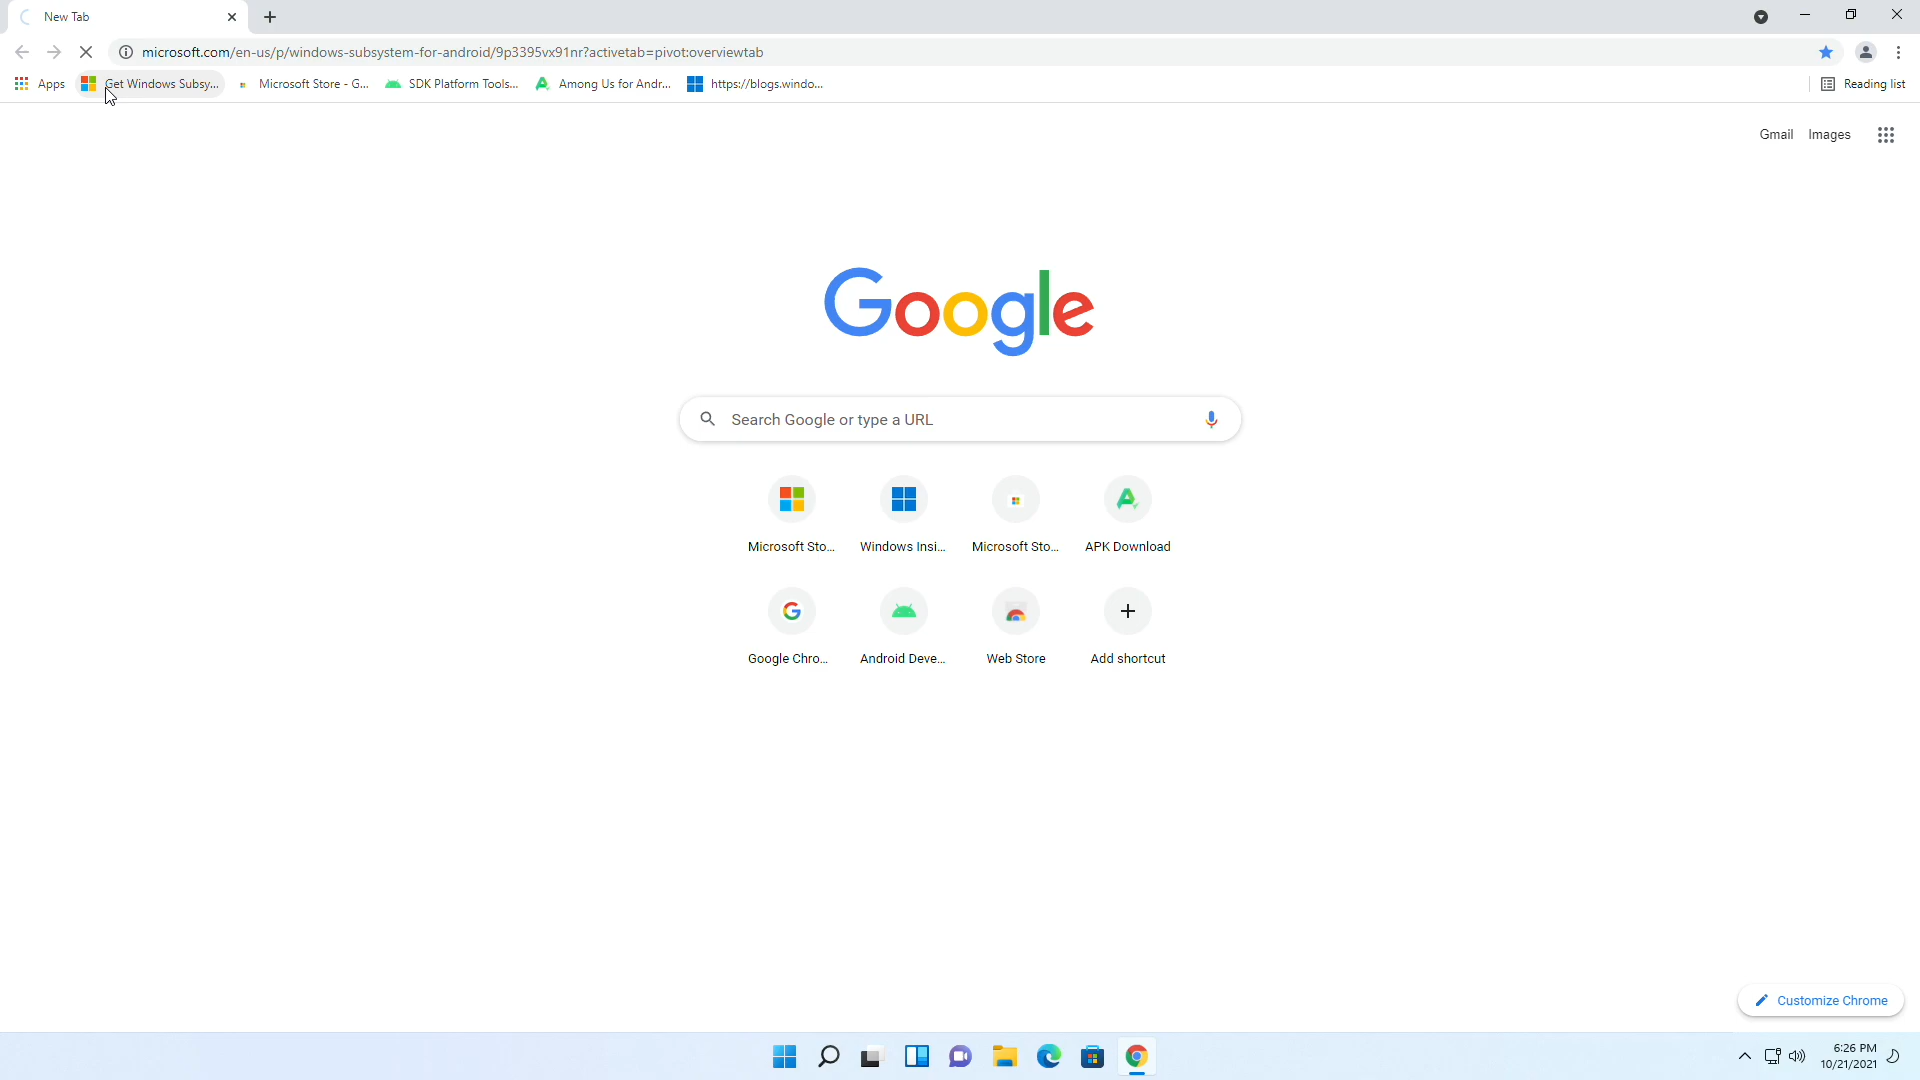 New Tab
microsoft.com/en-us/p/windows-subsystem-for-android/9p3395vx91nr?activetab=pivot:overviewtab
Apps Get Windows Subsy... Microsoft Store - G... SDK Platform Tools... Among Us for Andr... https://blogs.windo... Reading list
Gmail Images
Google
Search Google or type a URL
Microsoft Sto... Windows Insi... Microsoft Sto... APK Download
Google Chro... Android Deve... Web Store Add shortcut
Customize Chrome
6:26 PM
10/21/2021